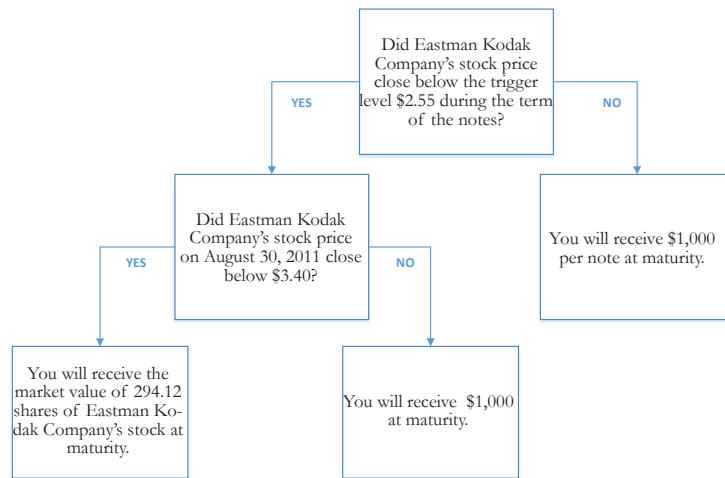 Did Eastman Kodak
Company's stock price
close below the trigger
level $2.55 during the term
of the notes?
YES
NO
Did Eastman Kodak
Company's stock price
on August 30, 2011 close
below $3.40?
You will receive $1,000
per note at maturity.
YES
NO
You will receive the
market value of 294.12
shares of Eastman Ko-
dak Company's stock at
maturity.
You will receive $1,000
at maturity.